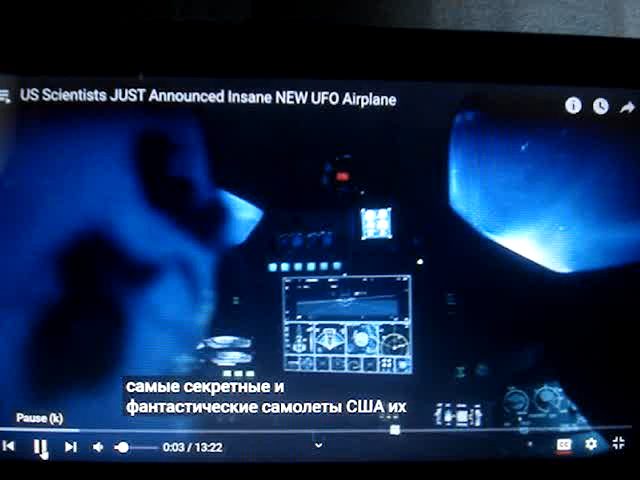 US Scientists JUST Announced Insane NEW UFO Airplane
самые секретные и
фантастические самолеты США их
Pause (k)
0:03 / 13:22
CC